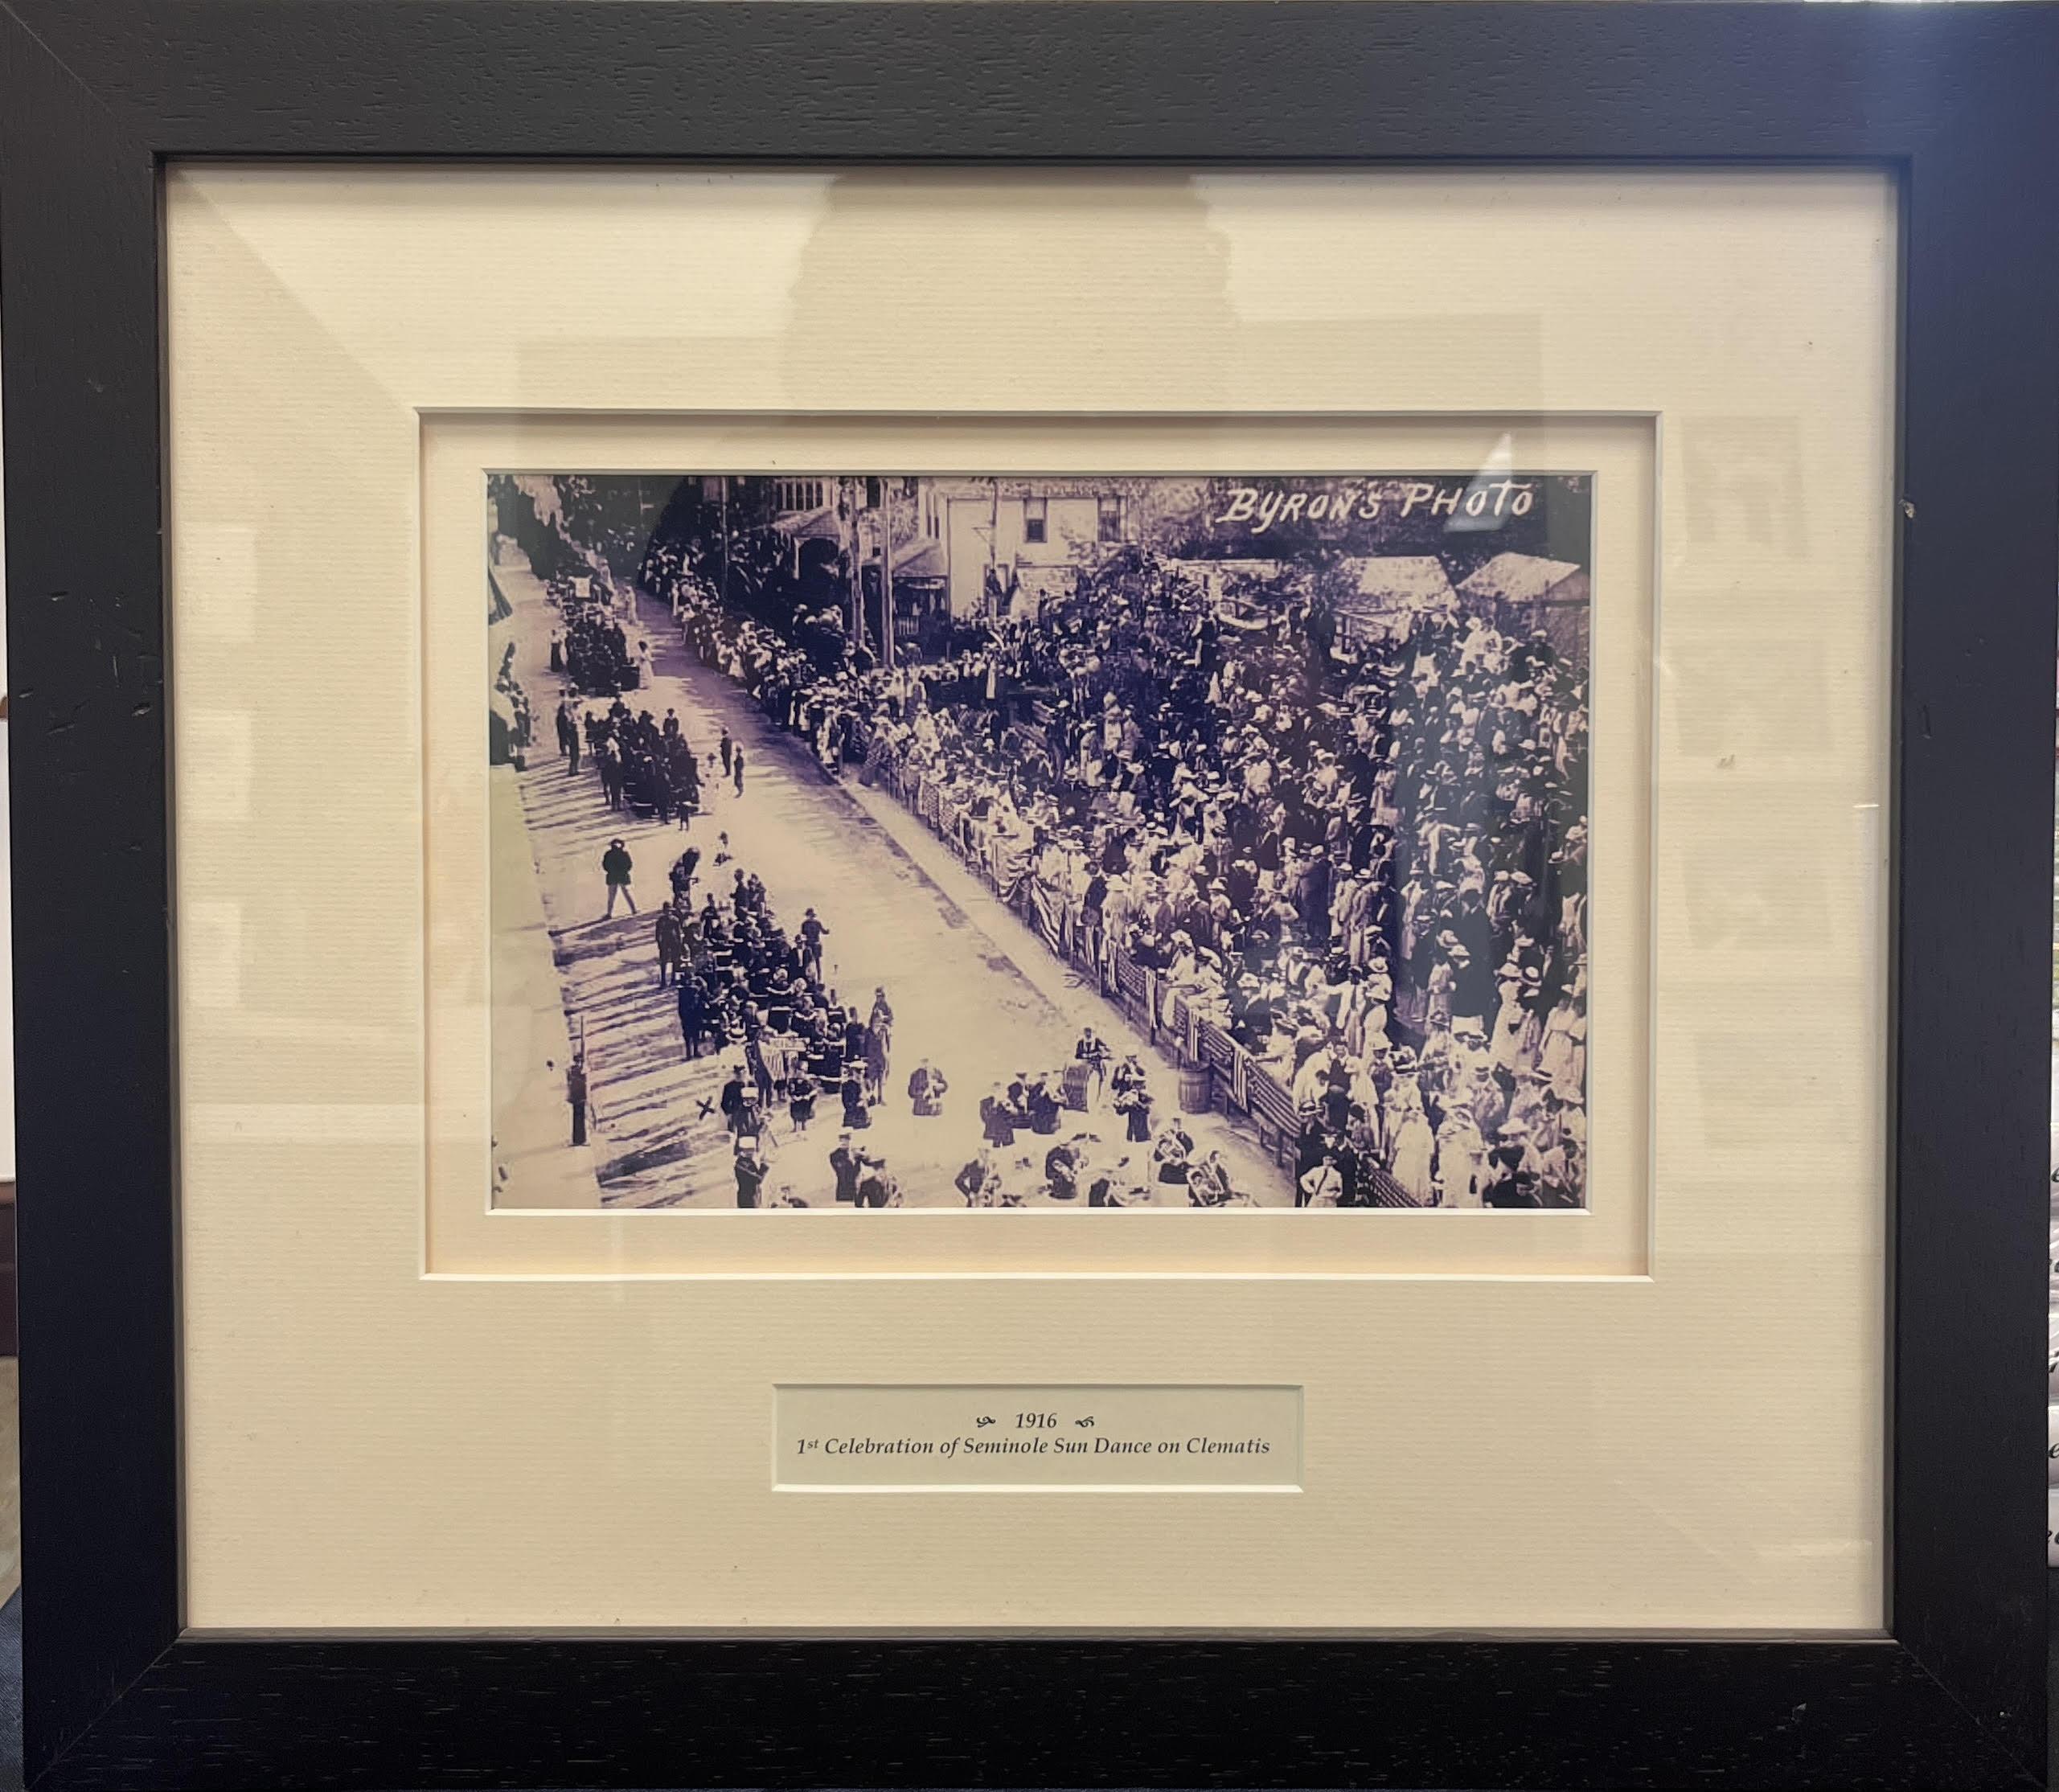 BYRON'S PHOTO
1916
1st Celebration of Seminole Sun Dance on Clematis